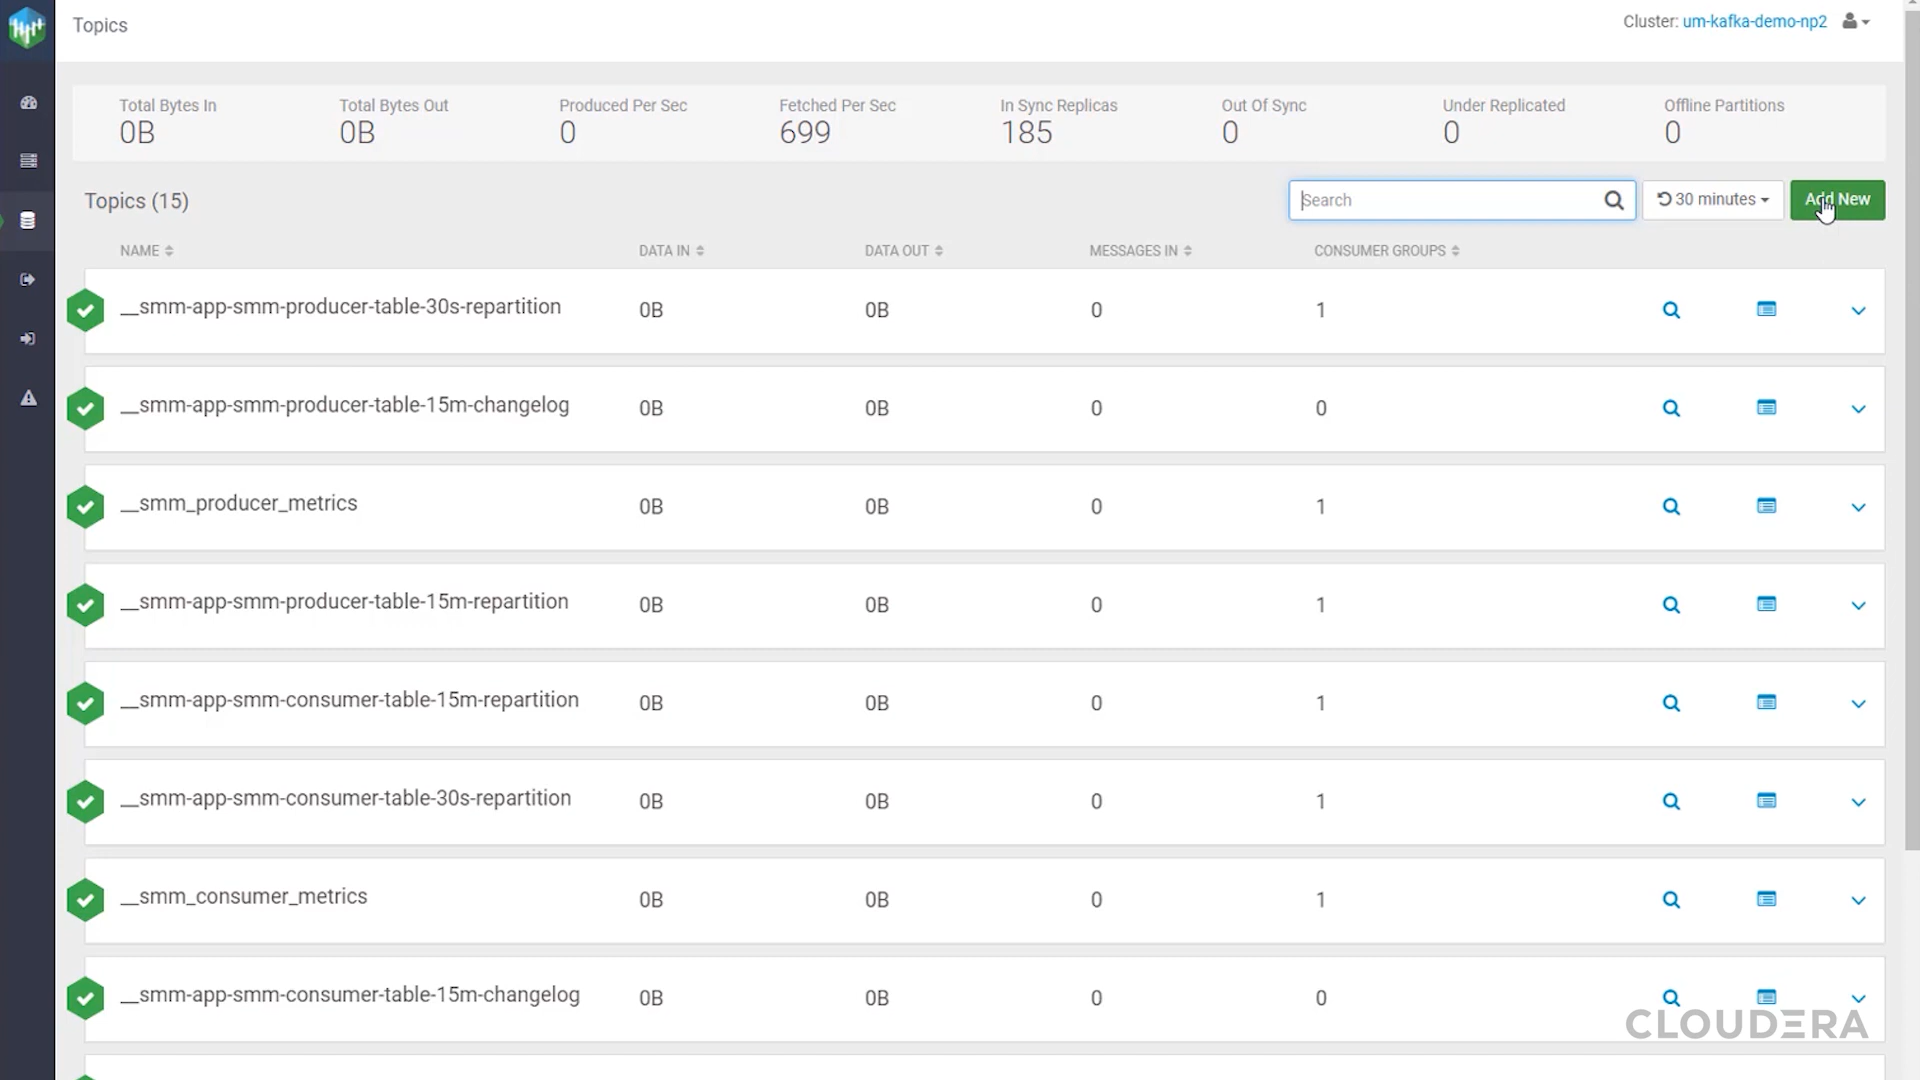 Topics
Cluster: um-kafka-demo-np2
Total Bytes In Total Bytes Out Produced Per Sec Fetched Per Sec In Sync Replicas Out Of Sync Under Replicated Offline Partitions
0B 0B 0 699 185 0 0 0
Topics (15) Search 30 minutes Add New
NAME DATA IN DATA OUT MESSAGES IN CONSUMER GROUPS
__smm-app-smm-producer-table-30s-repartition 0B 0B 0 1
__smm-app-smm-producer-table-15m-changelog 0B 0B 0 0
__smm_producer_metrics 0B 0B 0 1
__smm-app-smm-producer-table-15m-repartition 0B 0B 0 1
__smm-app-smm-consumer-table-15m-repartition 0B 0B 0 1
__smm-app-smm-consumer-table-30s-repartition 0B 0B 0 1
__smm_consumer_metrics 0B 0B 0 1
__smm-app-smm-consumer-table-15m-changelog 0B 0B 0 0
CLOUDERA